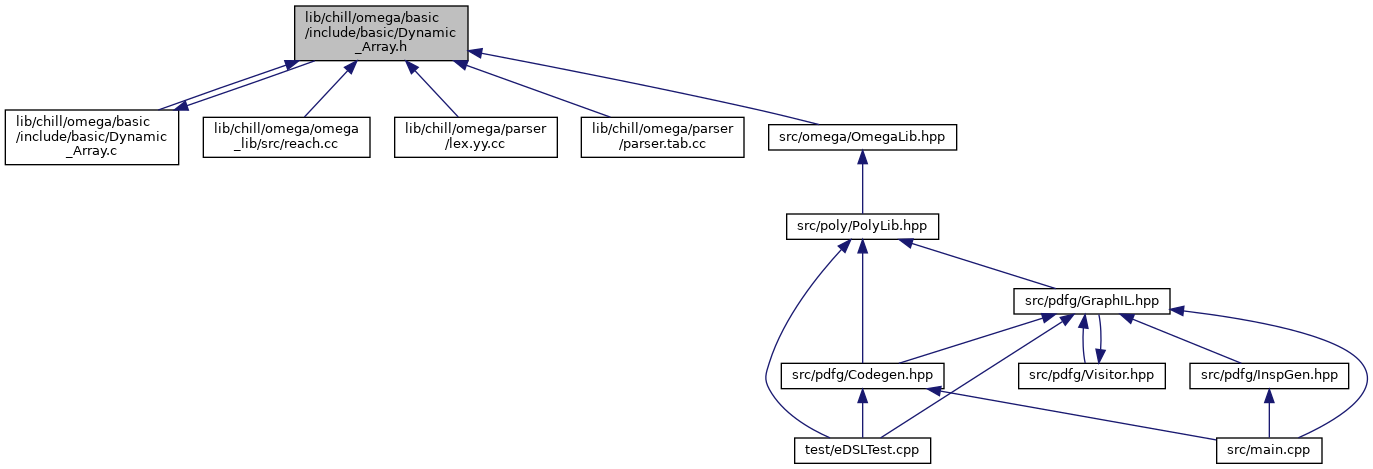 lib/chill/omega/basic
/include/basic/Dynamic
_Array.h
lib/chill/omega/basic
/include/basic/Dynamic
_Array.c
lib/chill/omega/omega
_lib/src/reach.cc
lib/chill/omega/parser
/lex.yy.cc
lib/chill/omega/parser
/parser.tab.cc
src/omega/OmegaLib.hpp
src/poly/PolyLib.hpp
src/pdfg/GraphIL.hpp
src/pdfg/Codegen.hpp
src/pdfg/Visitor.hpp
src/pdfg/InspGen.hpp
test/eDSLTest.cpp
src/main.cpp